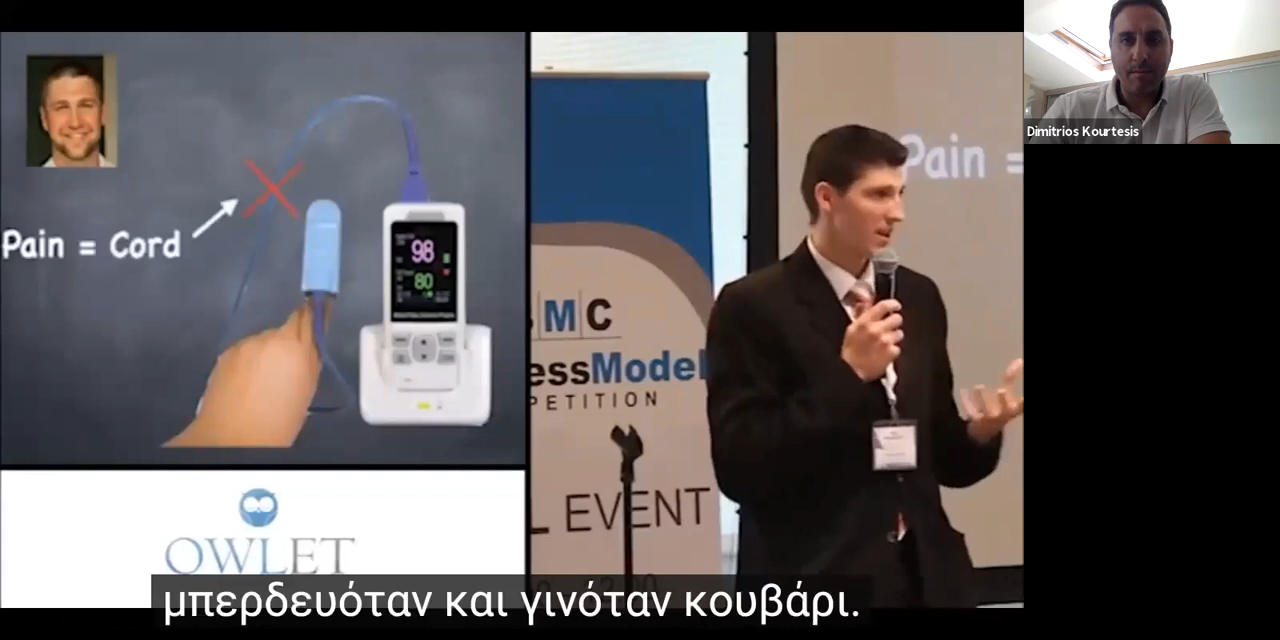 Pain = Cord
98
80
OWLET
MC
essModel
PETITION
EVENT
Pain =
Dimitrios Kourtesis
μπερδευόταν και γινόταν κουβάρι.